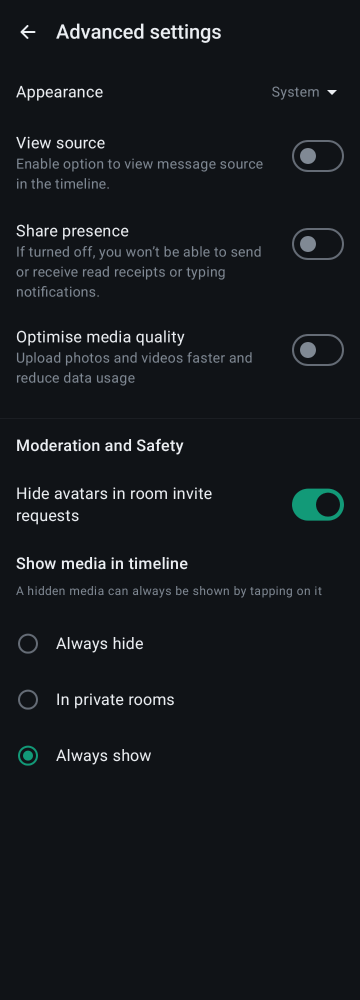 Advanced settings
Appearance
System
View source
Enable option to view message source
in the timeline.
Share presence
If turned off, you won't be able to send
or receive read receipts or typing
notifications.
Optimise media quality
Upload photos and videos faster and
reduce data usage
Moderation and Safety
Hide avatars in room invite
requests
Show media in timeline
A hidden media can always be shown by tapping on it
Always hide
In private rooms
Always show